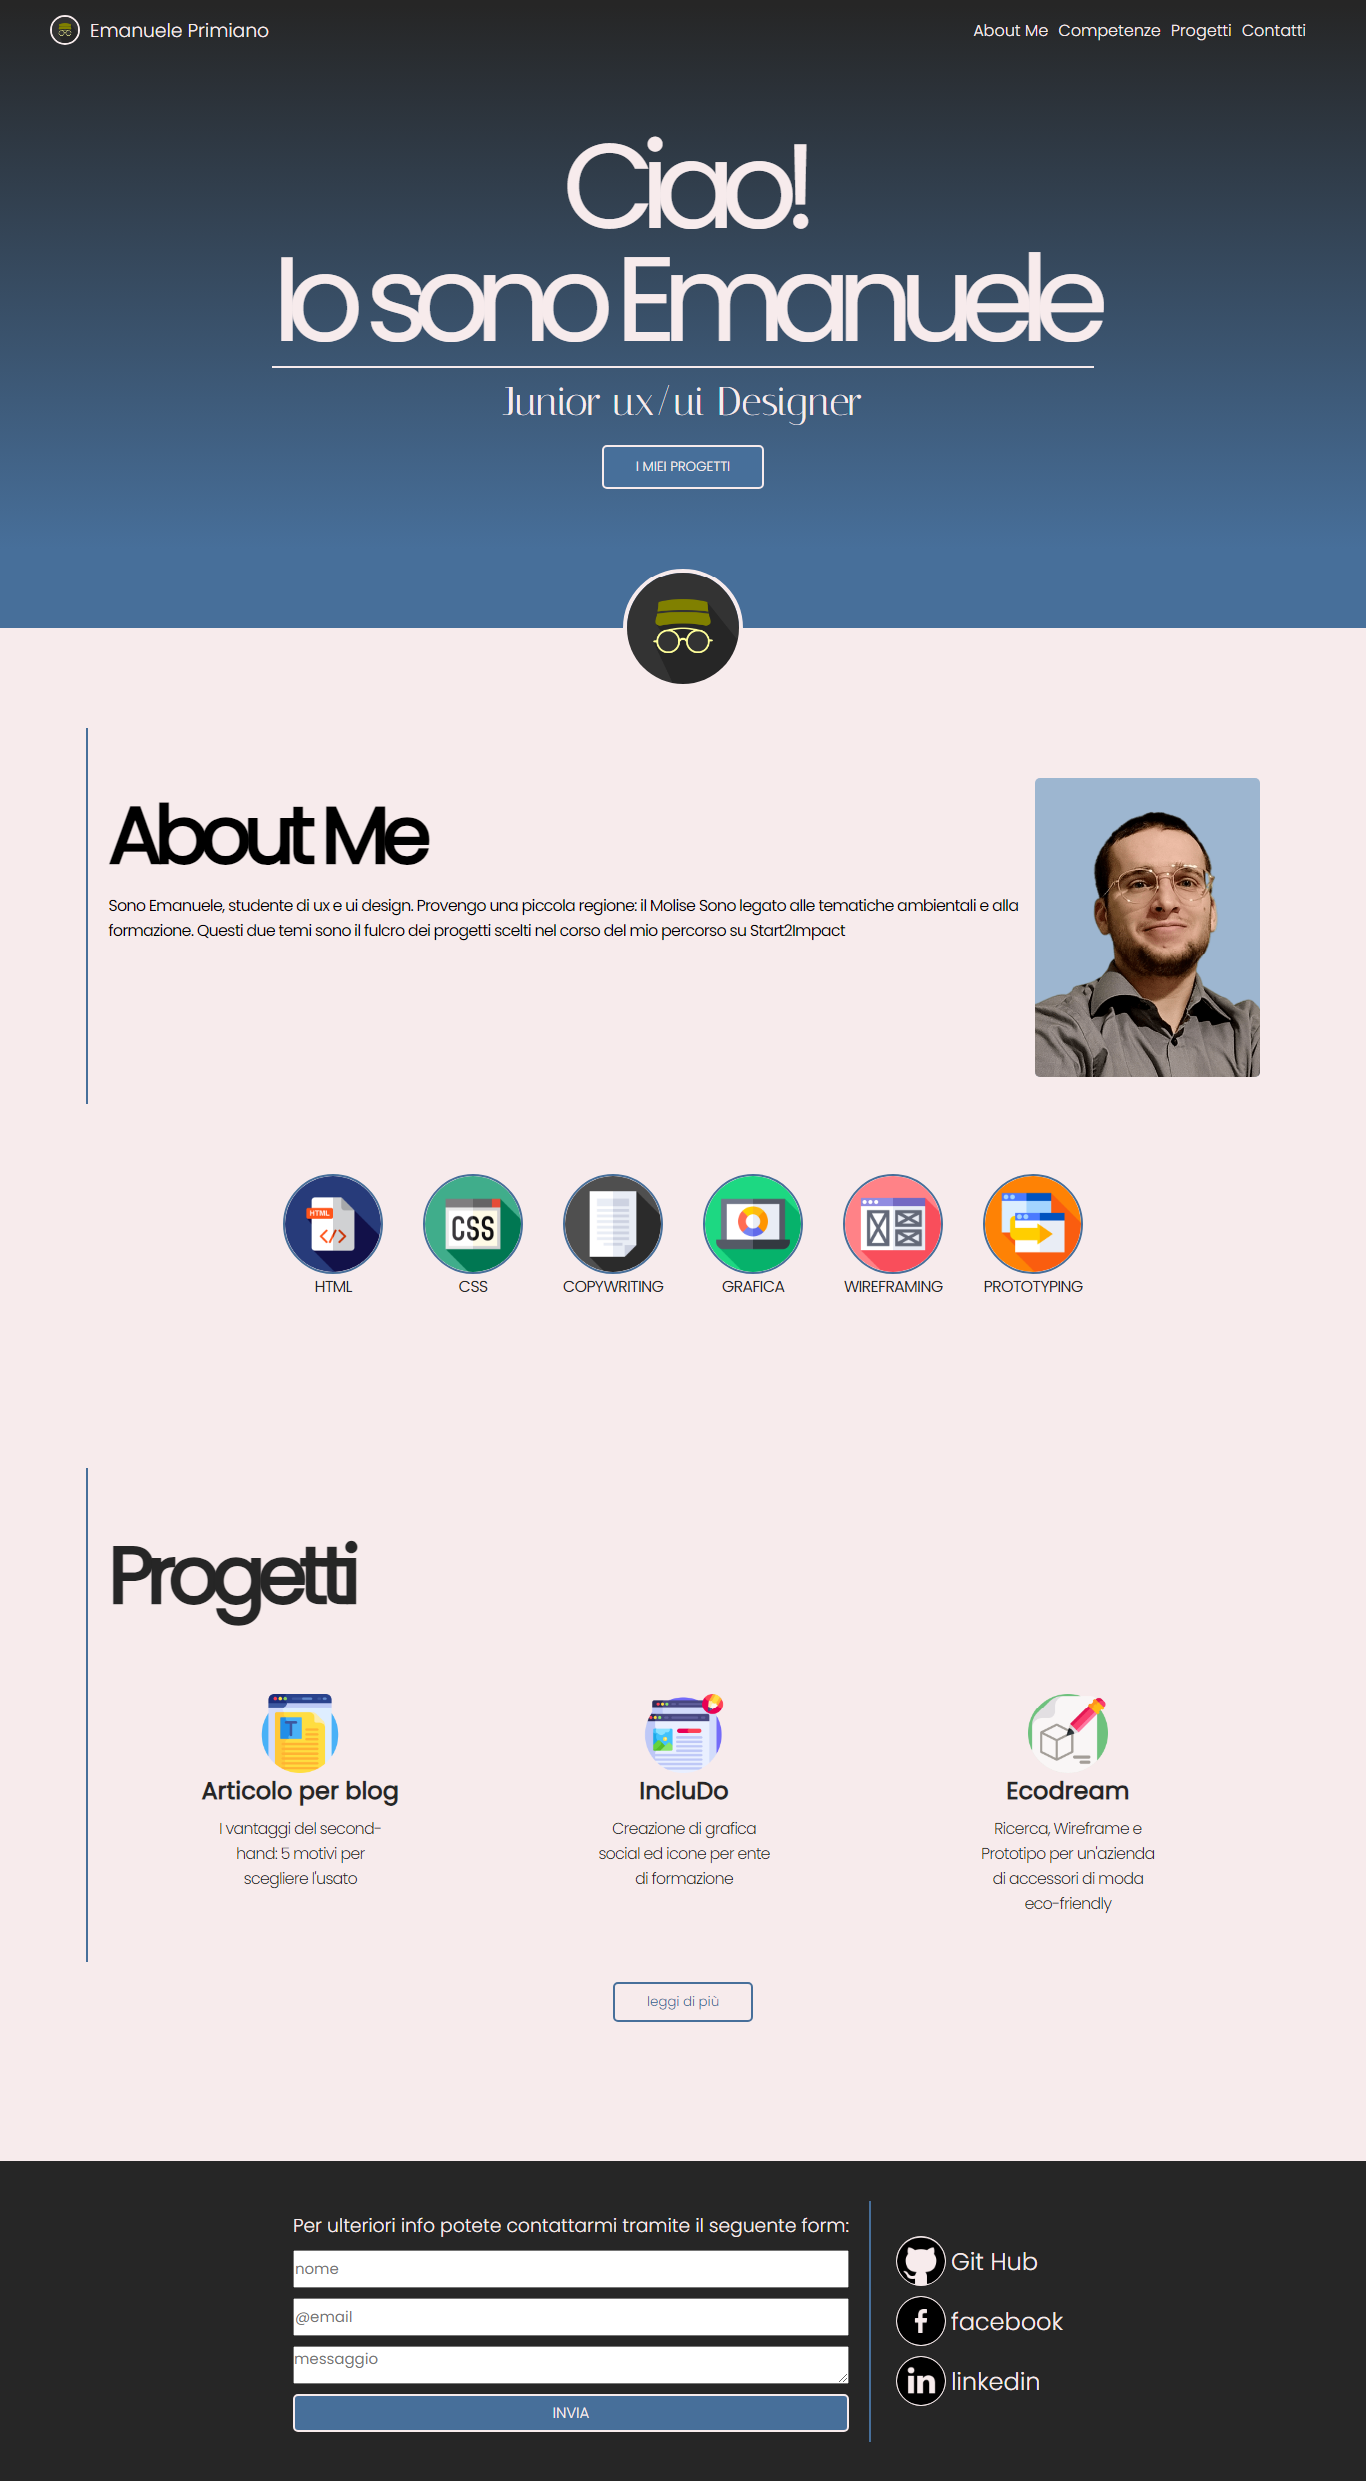 Emanuele Primiano
About Me Competenze Progetti Contatti
Ciao!
Io sono Emanuele
Junior ux/ui Designer
I MIEI PROGETTI
About Me
Sono Emanuele, studente di ux e ui design. Provengo una piccola regione: il Molise Sono legato alle tematiche ambientali e alla
formazione. Questi due temi sono il fulcro dei progetti scelti nel corso del mio percorso su Start2Impact
HTML
</>
CSS
HTML CSS COPYWRITING GRAFICA WIREFRAMING PROTOTYPING
Progetti
T
Articolo per blog
I vantaggi del second-
hand: 5 motivi per
scegliere l'usato
IncluDo
Creazione di grafica
social ed icone per ente
di formazione
Ecodream
Ricerca, Wireframe e
Prototipo per un'azienda
di accessori di moda
eco-friendly
leggi di più
Per ulteriori info potete contattarmi tramite il seguente form:
nome
@email
messaggio
INVIA
Git Hub
f facebook
in linkedin